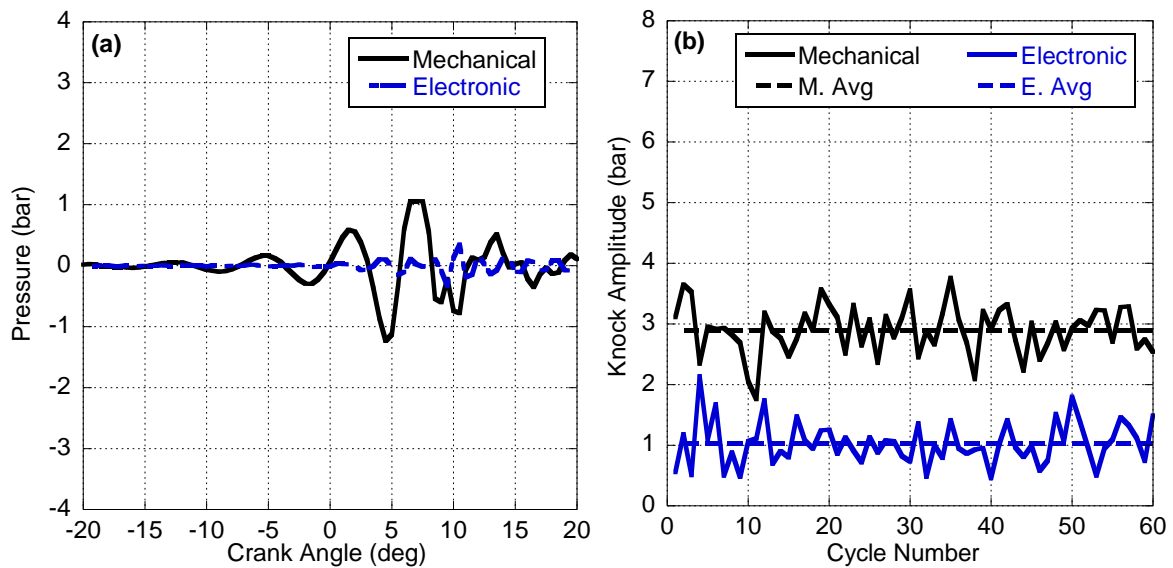 (a)
Mechanical
Electronic
4
3
2
1
0
-1
-2
-3
-4
Pressure (bar)
-20 -15 -10 -5 0 5 10 15 20
Crank Angle (deg)
(b)
Mechanical Electronic
M. Avg E. Avg
8
7
6
5
4
3
2
1
0
Knock Amplitude (bar)
0 10 20 30 40 50 60
Cycle Number